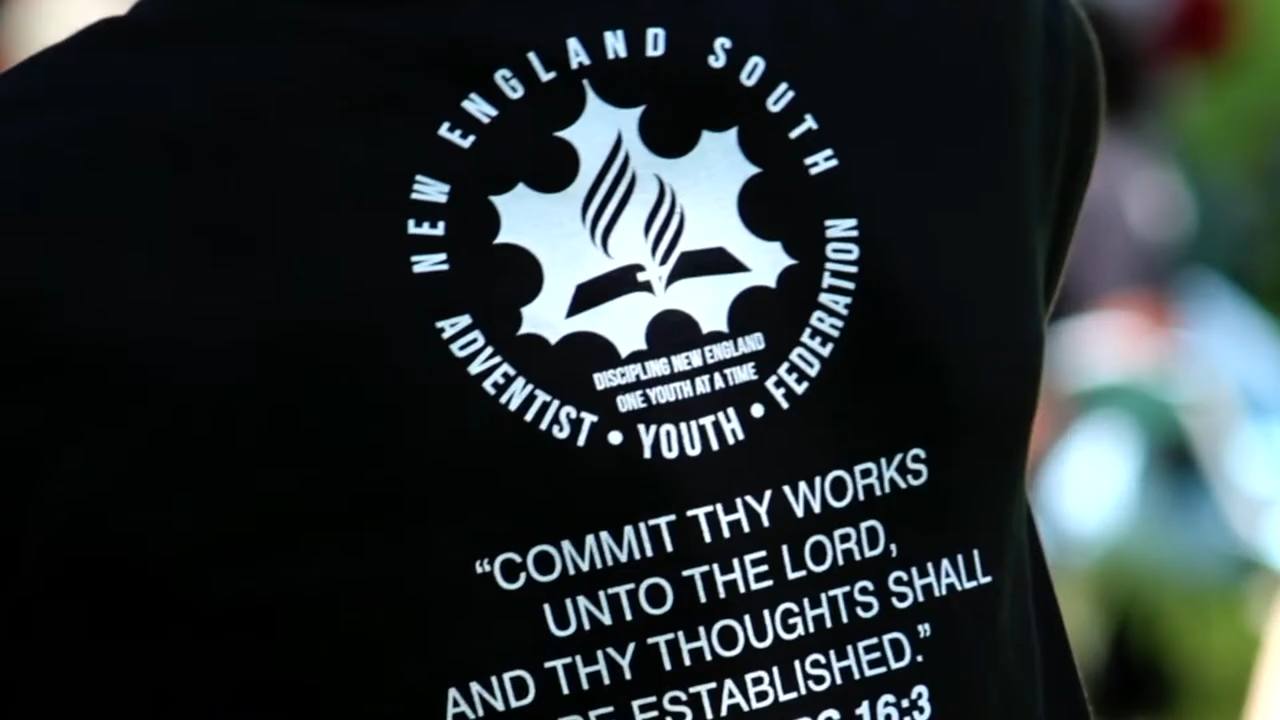 NEW ENGLAND SOUTH
ADVENTIST • YOUTH • FEDERATION
DISCIPLING NEW ENGLAND
ONE YOUTH AT A TIME
“COMMIT THY WORKS
UNTO THE LORD,
AND THY THOUGHTS SHALL
BE ESTABLISHED.”
16:3